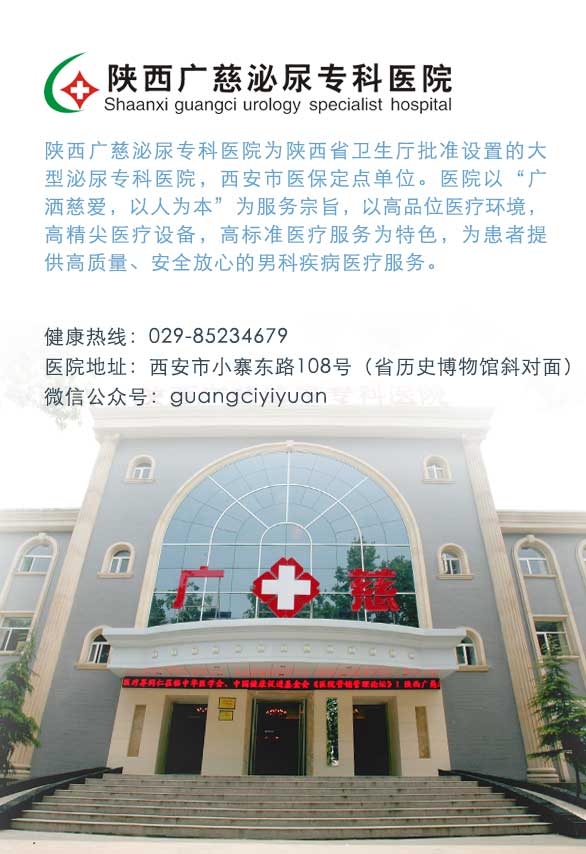 陕西广慈泌尿专科医院
Shaanxi guangci urology specialist hospital
陕西广慈泌尿专科医院为陕西省卫生厅批准设置的大
型泌尿专科医院，西安市医保定点单位。医院以“广
洒慈爱，以人为本”为服务宗旨，以高品位医疗环境，
高精尖医疗设备，高标准医疗服务为特色，为患者提
供高质量、安全放心的男科疾病医疗服务。
健康热线：029-85234679
医院地址：西安市小寨东路108号（省历史博物馆斜对面）
微信公众号：guangciyiyuan
广慈